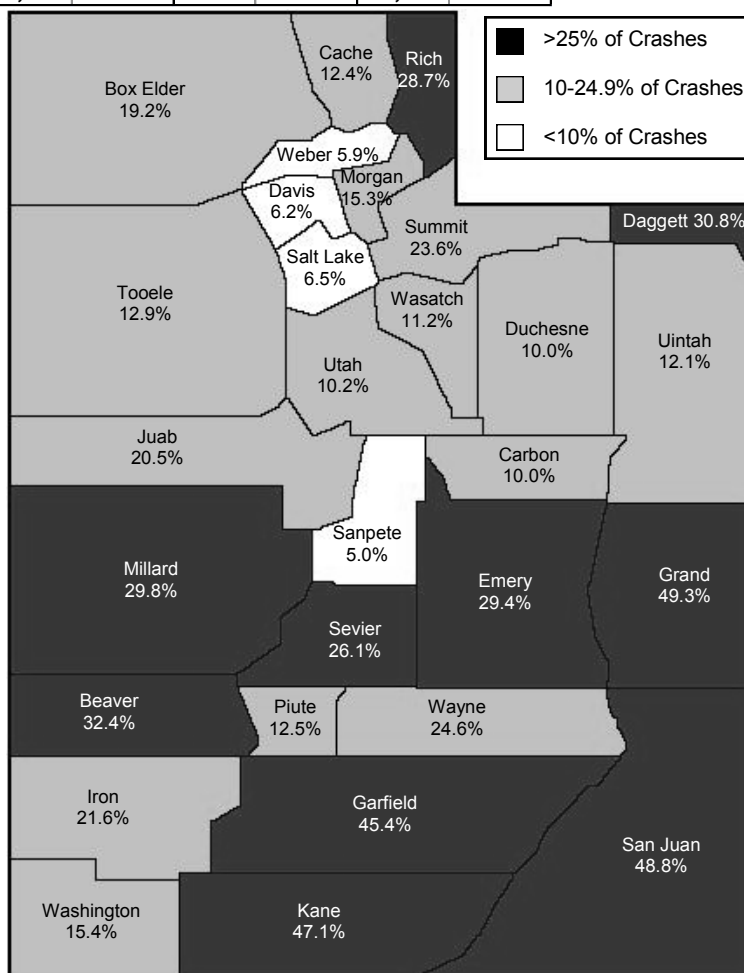 >25% of Crashes
10-24.9% of Crashes
<10% of Crashes
Box Elder
19.2%
Cache
12.4%
Rich
28.7%
Weber 5.9%
Morgan
15.3%
Davis
6.2%
Summit
23.6%
Daggett 30.8%
Salt Lake
6.5%
Tooele
12.9%
Wasatch
11.2%
Duchesne
10.0%
Uintah
12.1%
Utah
10.2%
Juab
20.5%
Carbon
10.0%
Sanpete
5.0%
Millard
29.8%
Emery
29.4%
Grand
49.3%
Sevier
26.1%
Beaver
32.4%
Piute
12.5%
Wayne
24.6%
Iron
21.6%
Garfield
45.4%
San Juan
48.8%
Washington
15.4%
Kane
47.1%